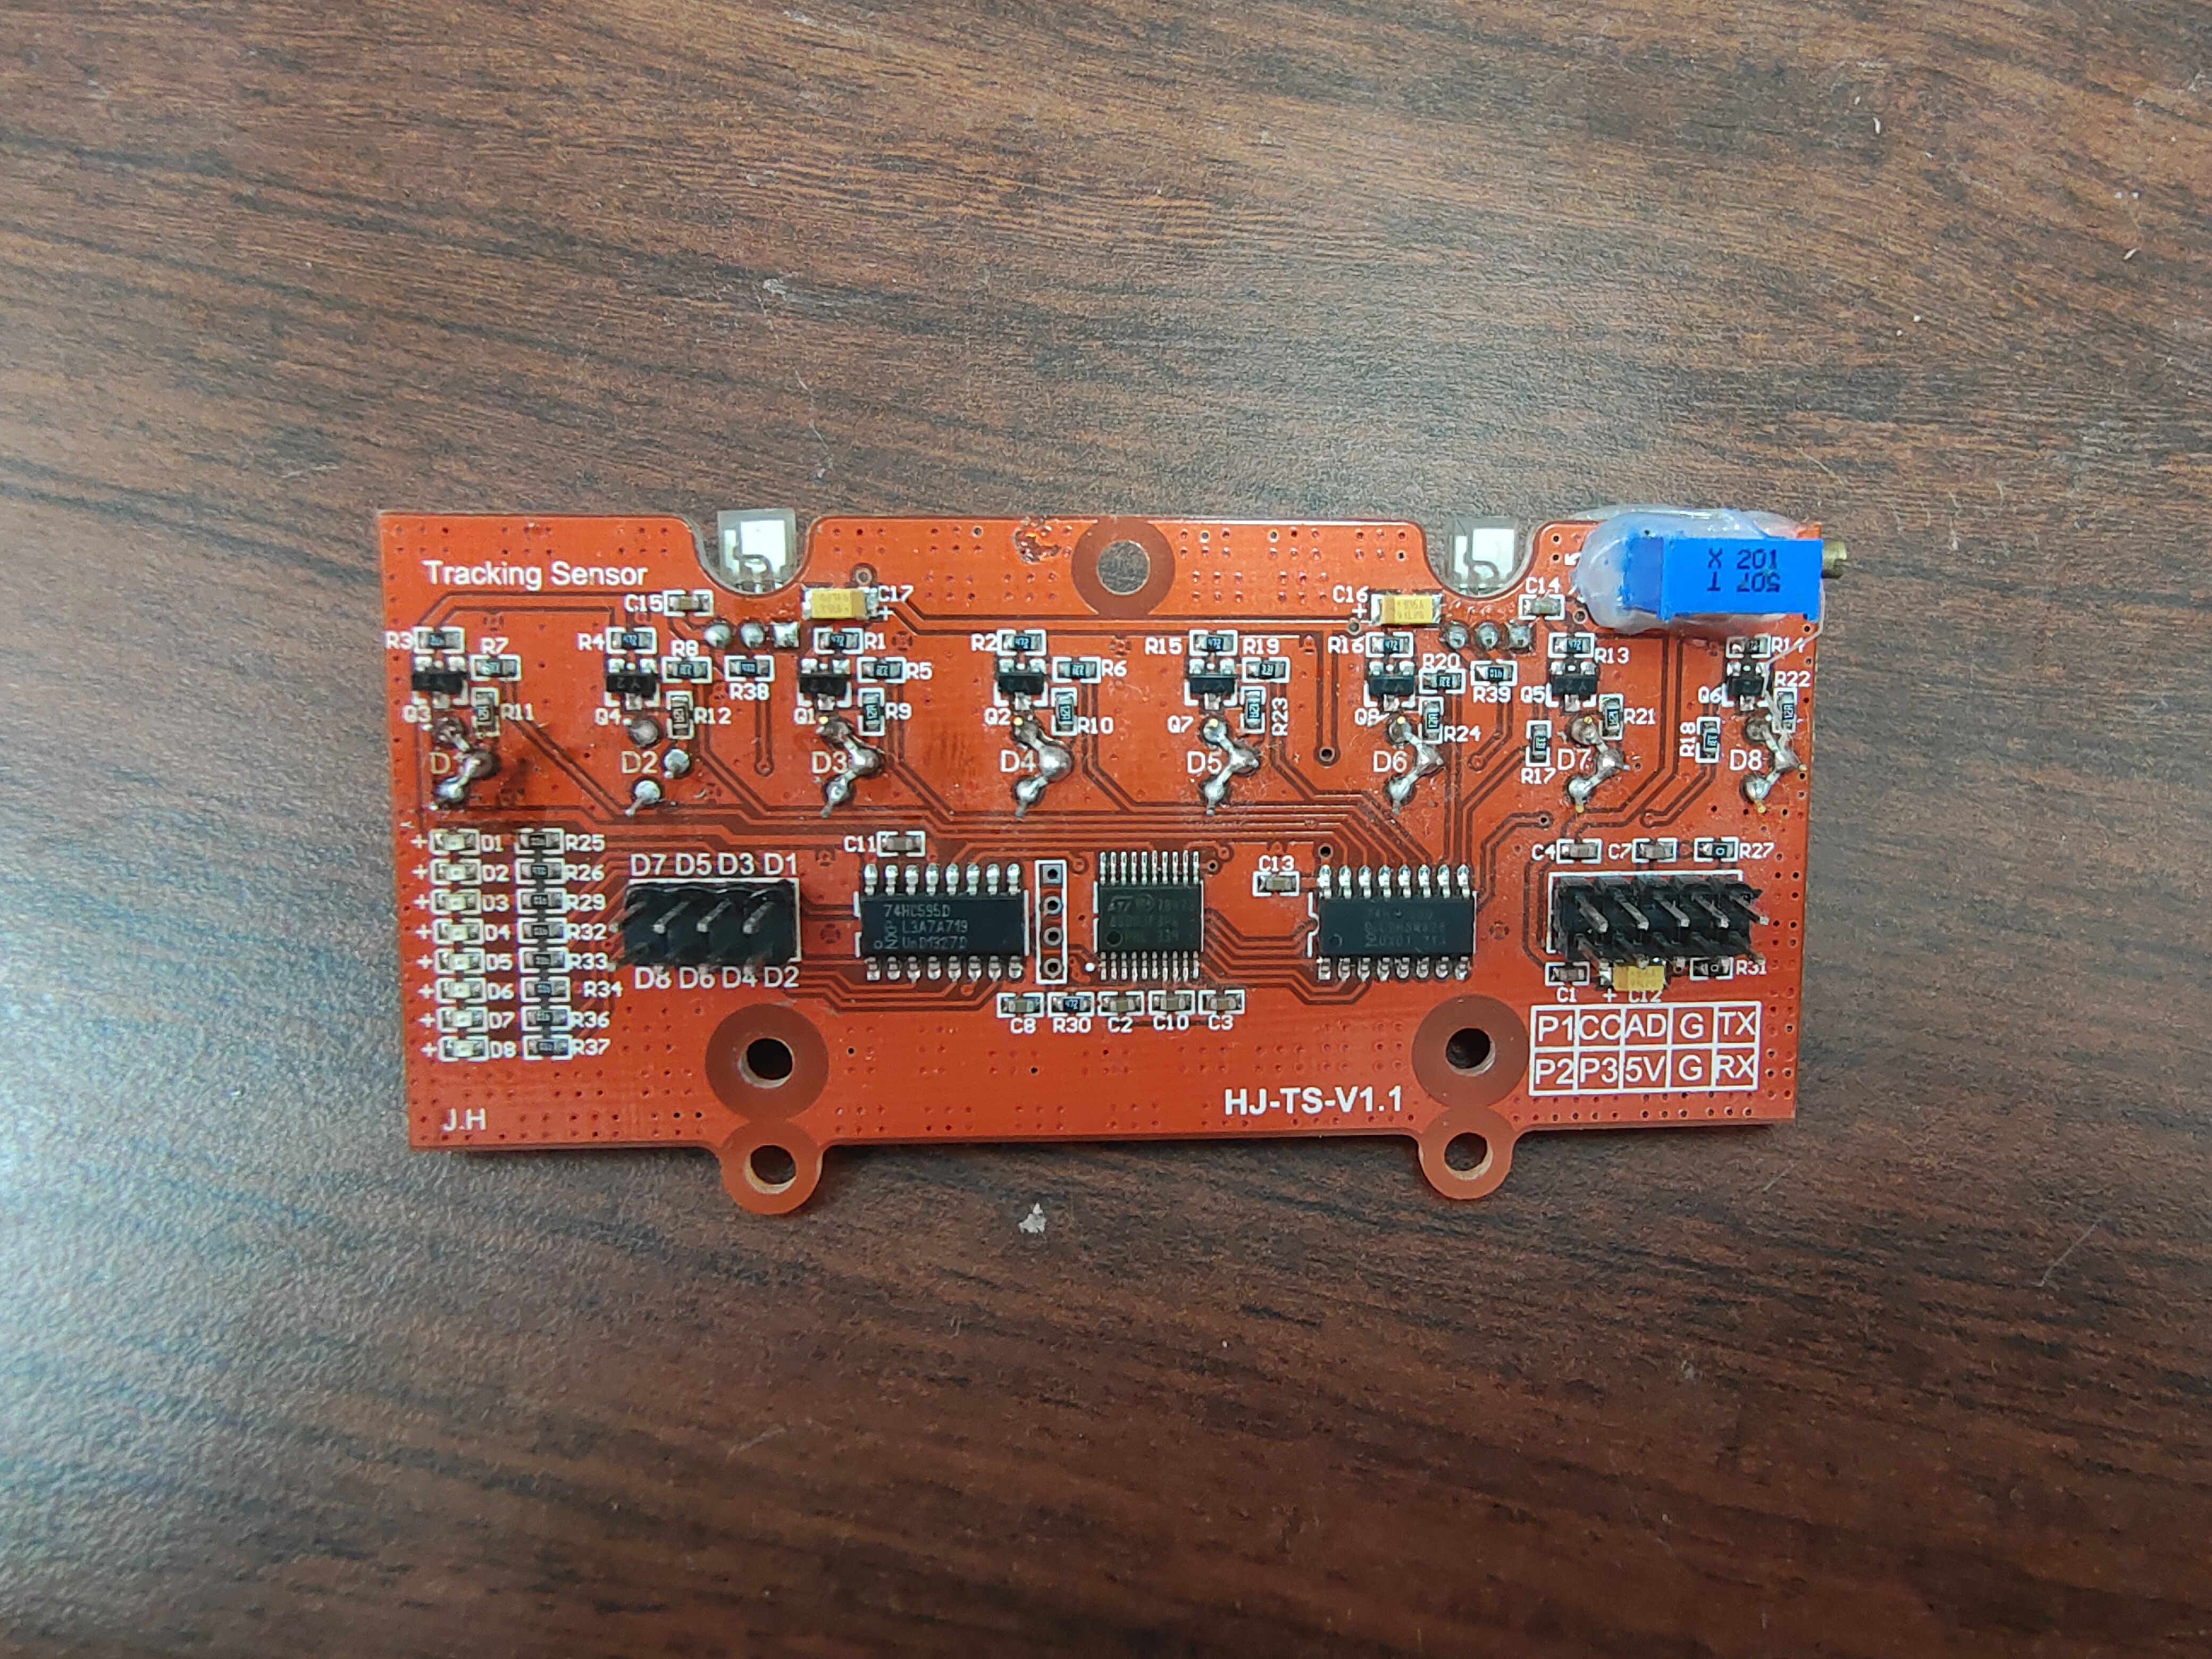 Tracking Sensor
X 201
T 507
C15
C17
C16
C14
R3
R7
R4
R8
R1
R2
R15
R19
R16
R13
R14
R38
R5
R6
R20
R39
R22
Q3
R11
Q4
R12
Q1
R9
Q2
R10
Q7
R23
Q8
R24
Q5
R21
Q6
R18
R17
D1
D2
D3
D4
D5
D6
D7
D8
+ D1 R25
+ D2 R26
+ D3 R29
+ D4 R32
+ D5 R33
+ D6 R34
+ D7 R36
+ D8 R37
D7 D5 D3 D1
D8 D6 D4 D2
C11
74HC595D
L3A7A719
C13
C4
C7
R27
C8
R30
C2
C10
C3
C1
+ C12
R31
P1 CC AD G TX
P2 P3 5V G RX
HJ-TS-V1.1
J.H